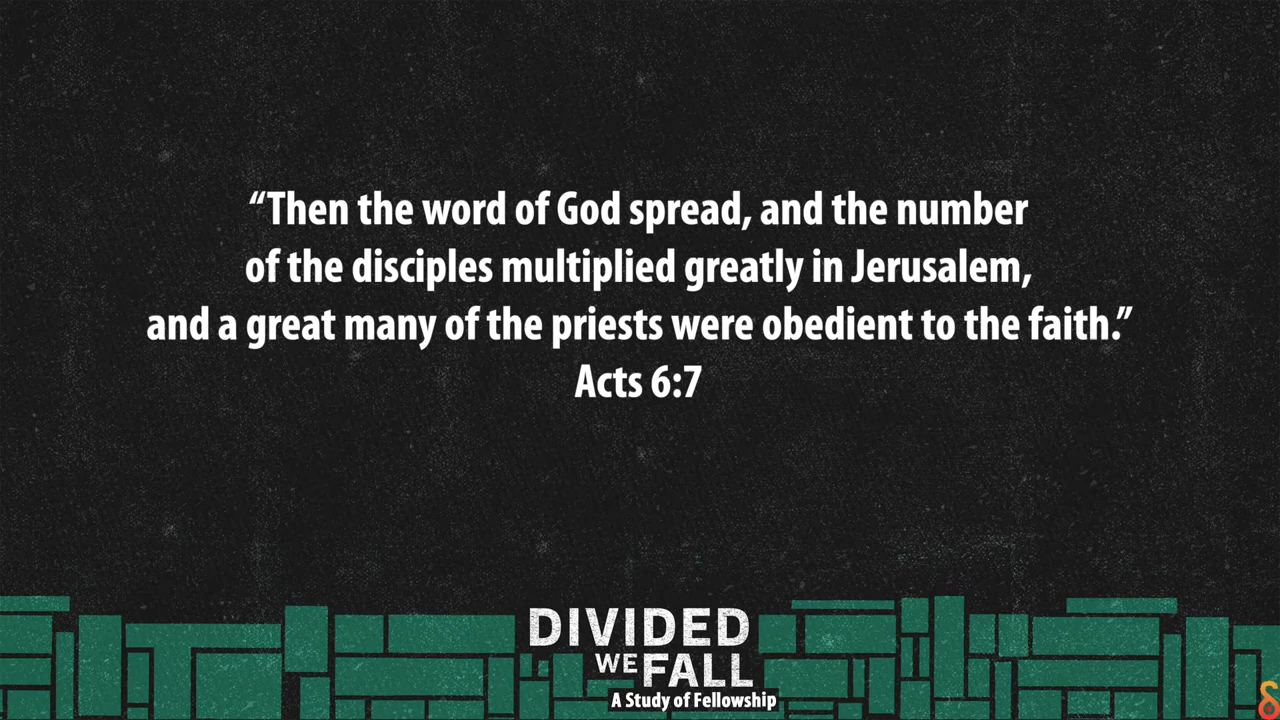 “Then the word of God spread, and the number
of the disciples multiplied greatly in Jerusalem,
and a great many of the priests were obedient to the faith.”
Acts 6:7
DIVIDED
WE FALL
A Study of Fellowship